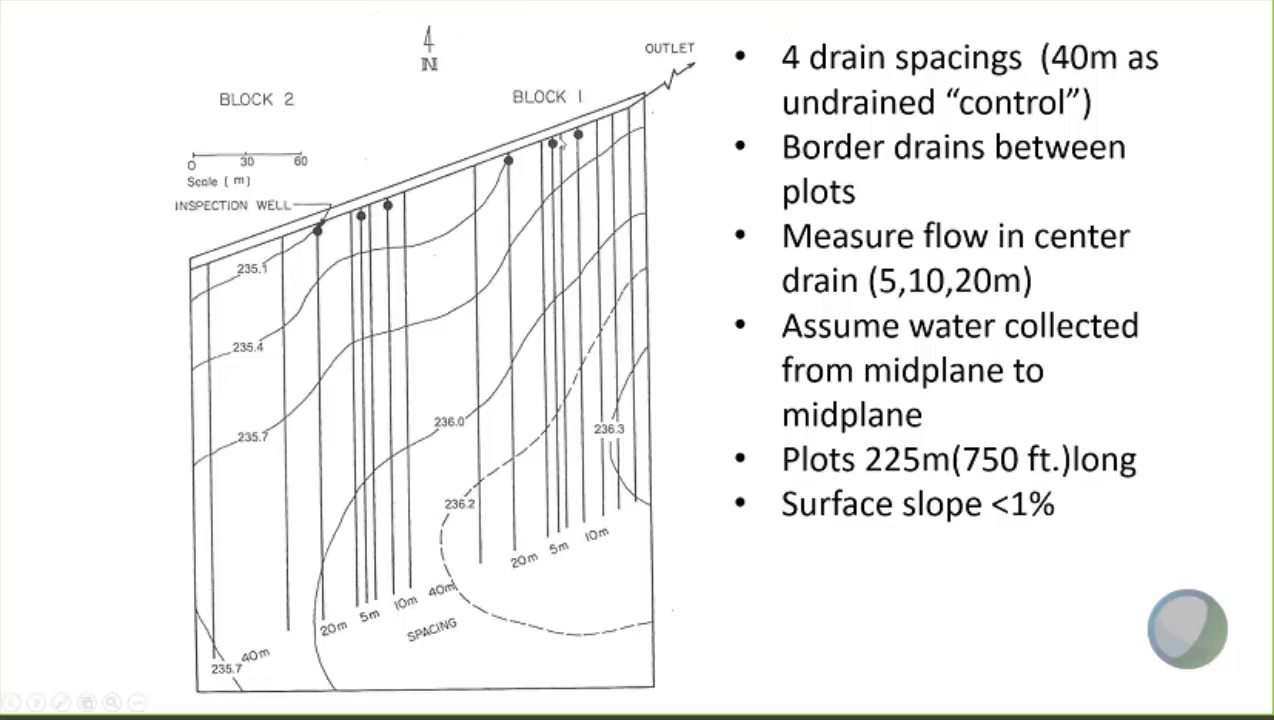 4
N
OUTLET
BLOCK 2
BLOCK 1
0 30 60
Scale [ m ]
INSPECTION WELL
235.1
235.4
235.7
236.0
236.3
236.2
20m 5m 10m
20m 5m 10m 40m
SPACING
40m
235.7
• 4 drain spacings (40m as
undrained “control”)
• Border drains between
plots
• Measure flow in center
drain (5,10,20m)
• Assume water collected
from midplane to
midplane
• Plots 225m(750 ft.)long
• Surface slope <1%